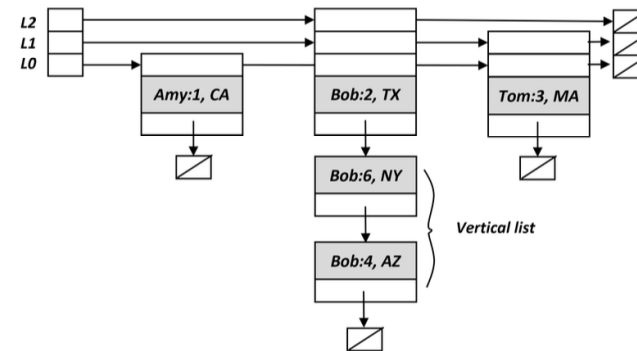 L2
L1
L0
Amy:1, CA
Bob:2, TX
Tom:3, MA
Bob:6, NY
Vertical list
Bob:4, AZ